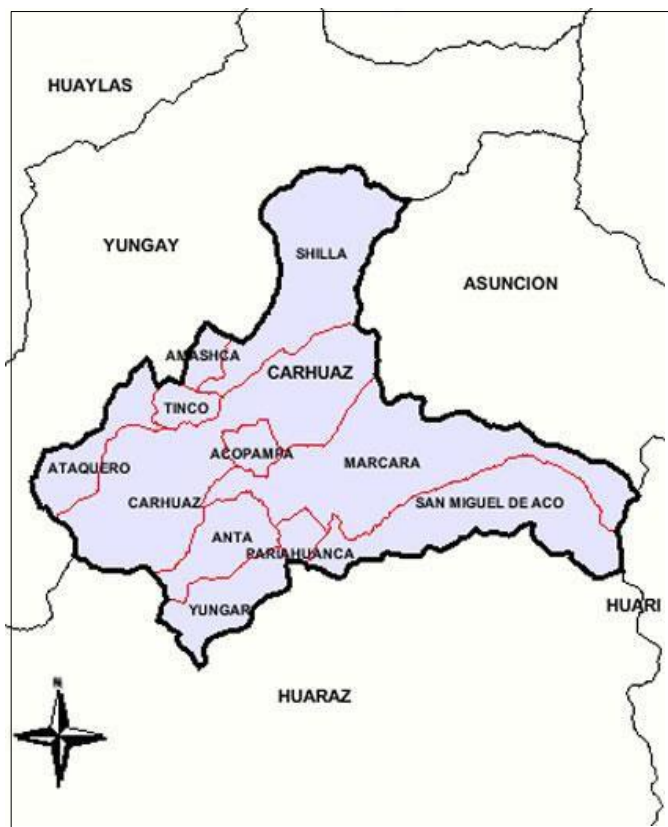 HUAYLAS
YUNGAY
SHILLA
ASUNCION
AMASHCA
CARHUAZ
TINCO
ACOPAMPA
ATAQUERO
MARCARA
CARHUAZ
SAN MIGUEL DE ACO
ANTA
PARIAHUANCA
YUNGAR
HUARI
N
HUARAZ